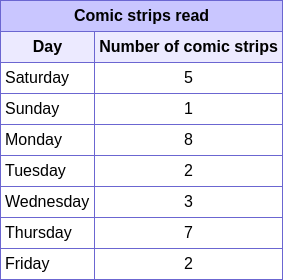 Comic strips read
Day Number of comic strips
Saturday 5
Sunday 1
Monday 8
Tuesday 2
Wednesday 3
Thursday 7
Friday 2